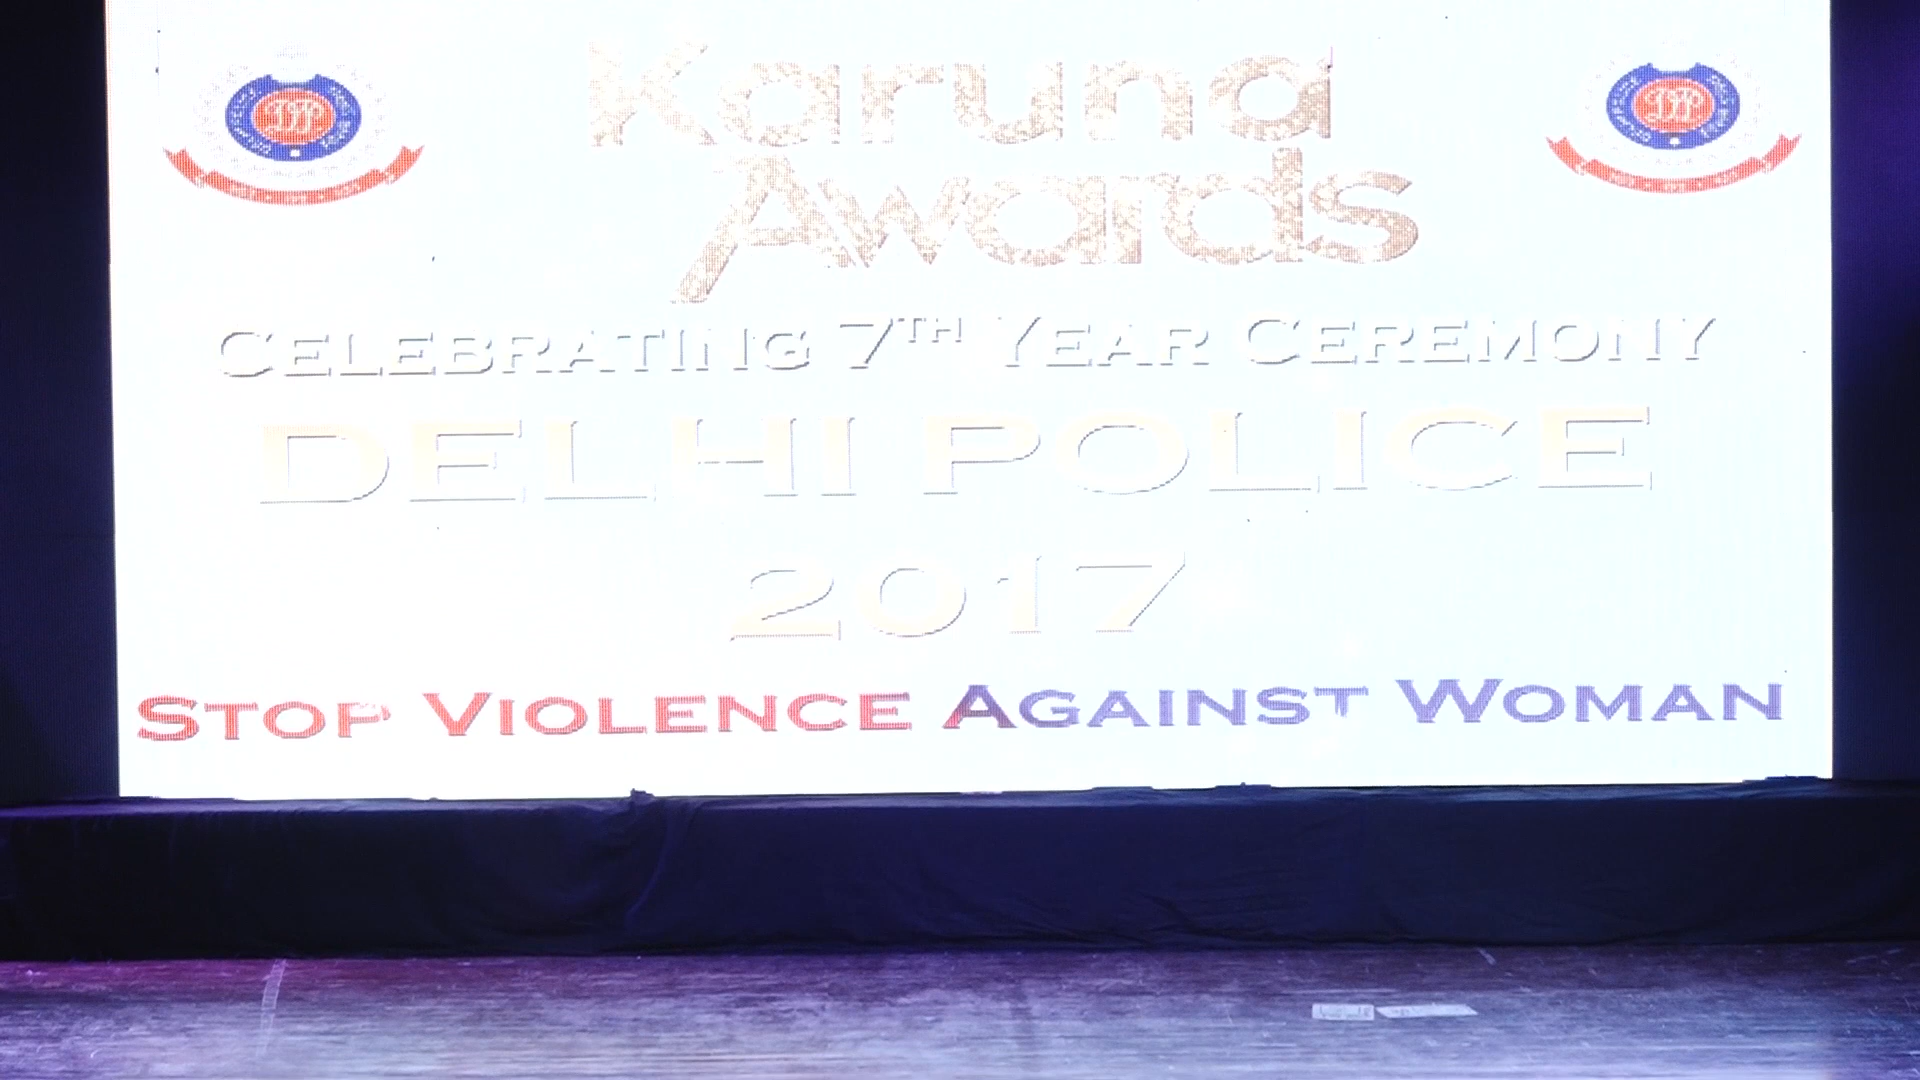 Karuna
Awards
CELEBRATING 7TH YEAR CEREMONY
DELHI POLICE
2017
STOP VIOLENCE AGAINST WOMAN